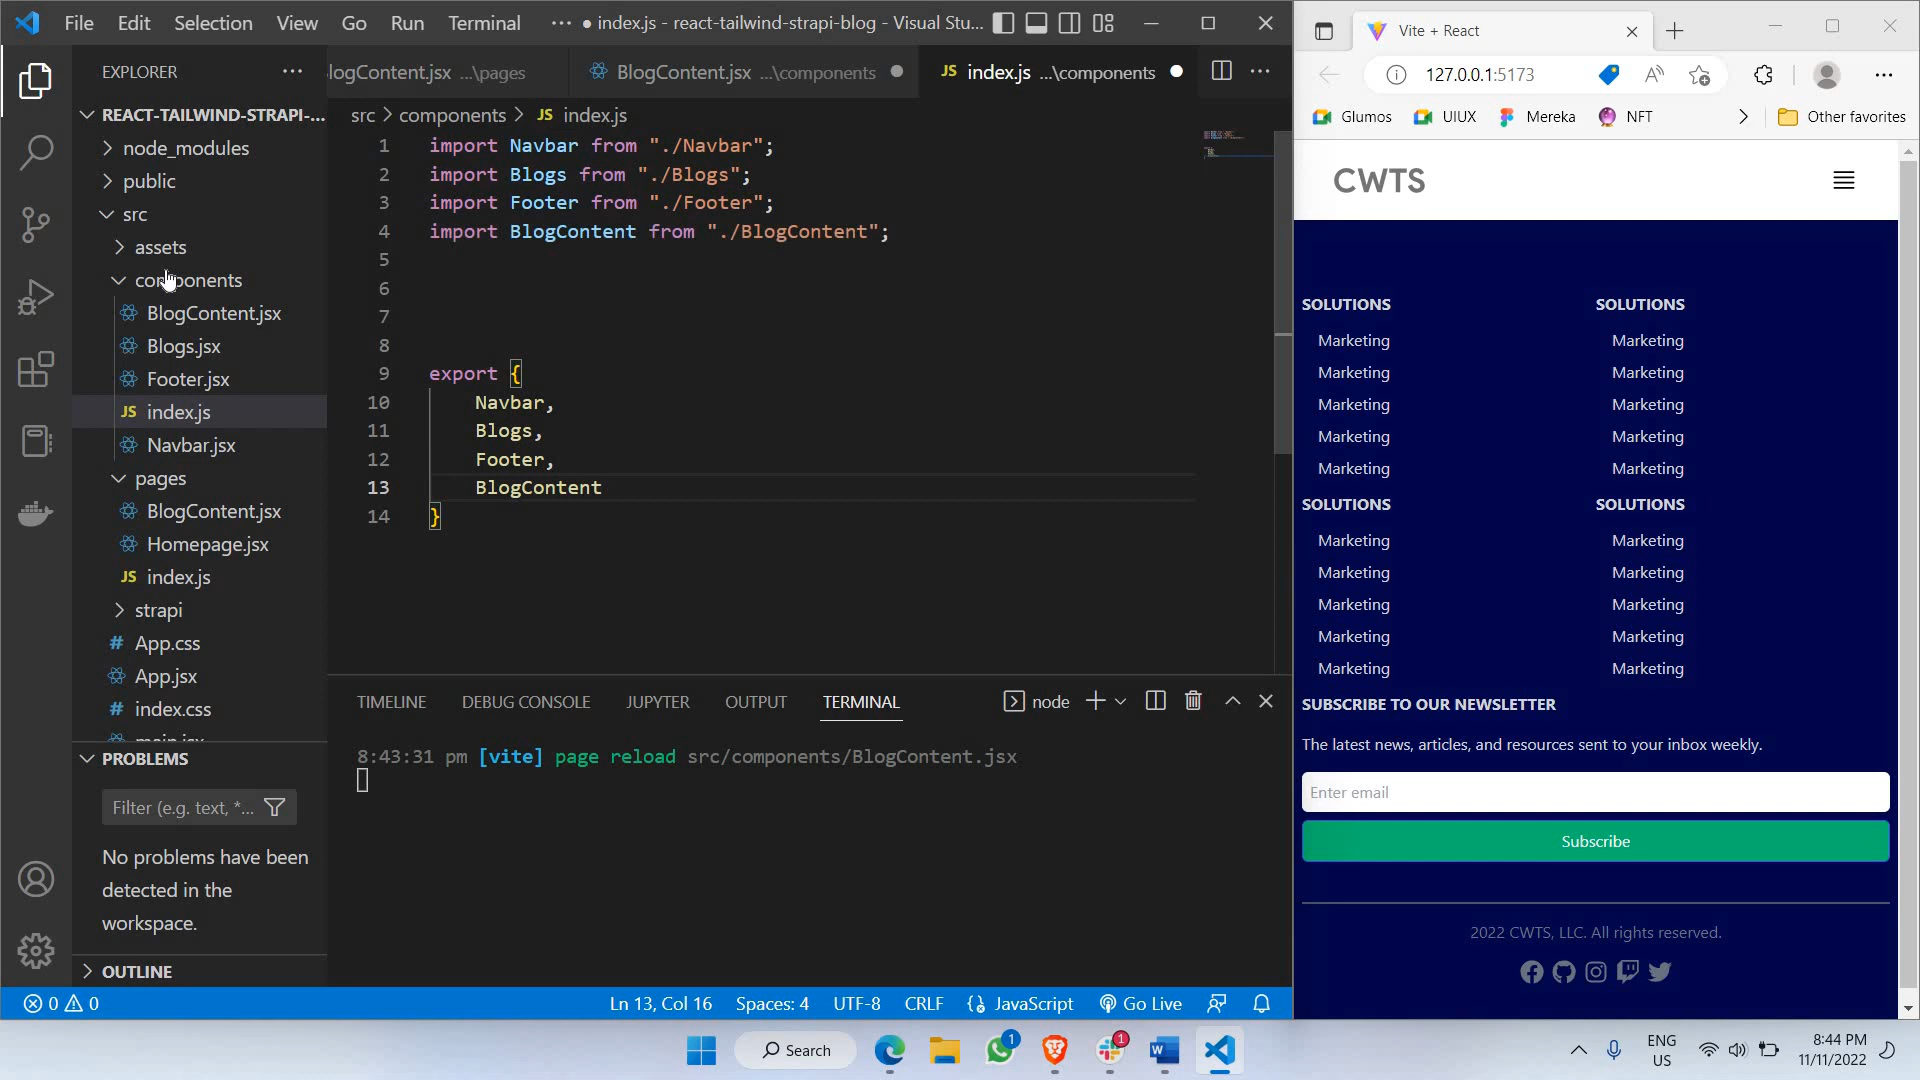 File Edit Selection View Go Run Terminal ··· ● index.js - react-tailwind-strapi-blog - Visual Stu...
EXPLORER
REACT-TAILWIND-STRAPI-...
node_modules
public
src
assets
components
BlogContent.jsx
Blogs.jsx
Footer.jsx
JS index.js
Navbar.jsx
pages
BlogContent.jsx
Homepage.jsx
JS index.js
strapi
# App.css
App.jsx
# index.css
main.jsx
PROBLEMS
Filter (e.g. text, *...
No problems have been
detected in the
workspace.
OUTLINE
logContent.jsx ...\pages
BlogContent.jsx ...\components
JS index.js ...\components
src > components > JS index.js
1 import Navbar from "./Navbar";
2 import Blogs from "./Blogs";
3 import Footer from "./Footer";
4 import BlogContent from "./BlogContent";
5
6
7
8
9 export {
10 Navbar,
11 Blogs,
12 Footer,
13 BlogContent
14 }
TIMELINE DEBUG CONSOLE JUPYTER OUTPUT TERMINAL node
8:43:31 pm [vite] page reload src/components/BlogContent.jsx
0 0 Ln 13, Col 16 Spaces: 4 UTF-8 CRLF JavaScript Go Live
Vite + React
127.0.0.1:5173
Glumos UIUX Mereka NFT Other favorites
CWTS
SOLUTIONS SOLUTIONS
Marketing Marketing
Marketing Marketing
Marketing Marketing
Marketing Marketing
Marketing Marketing
SOLUTIONS SOLUTIONS
Marketing Marketing
Marketing Marketing
Marketing Marketing
Marketing Marketing
Marketing Marketing
SUBSCRIBE TO OUR NEWSLETTER
The latest news, articles, and resources sent to your inbox weekly.
Enter email
Subscribe
2022 CWTS, LLC. All rights reserved.
Search
1
1
ENG
US
8:44 PM
11/11/2022